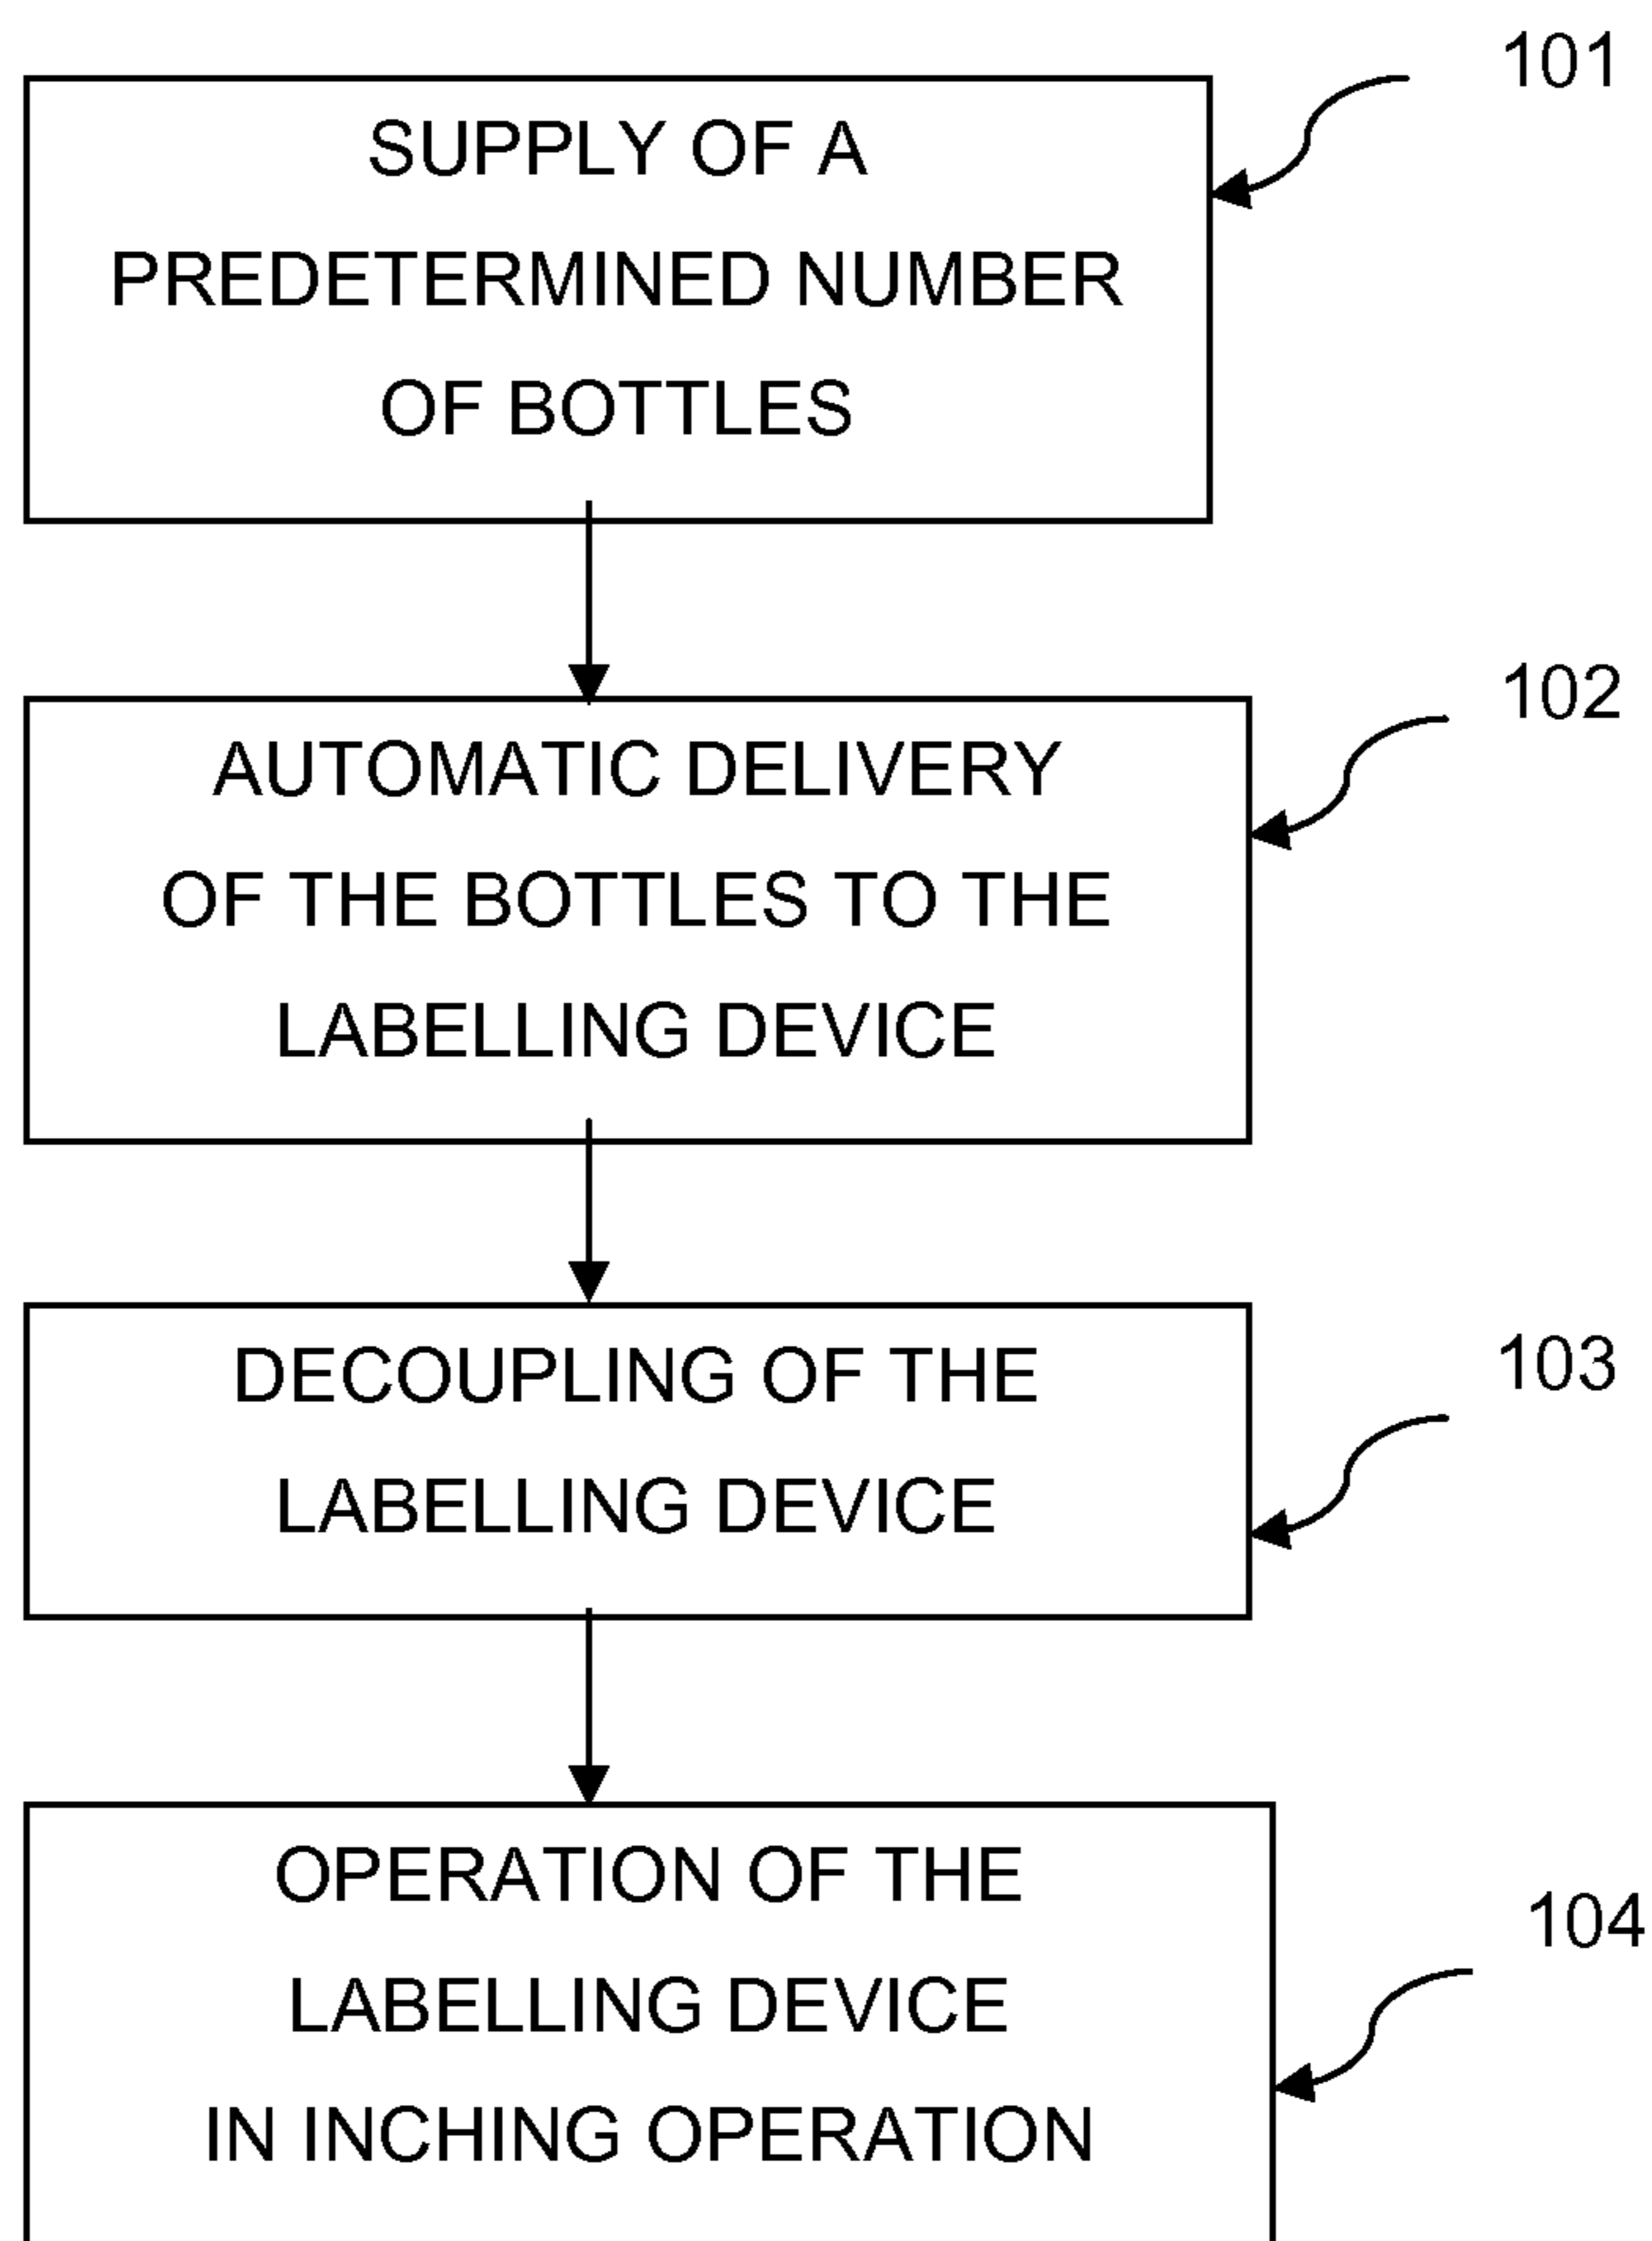 101
SUPPLY OF A
PREDETERMINED NUMBER
OF BOTTLES
102
AUTOMATIC DELIVERY
OF THE BOTTLES TO THE
LABELLING DEVICE
103
DECOUPLING OF THE
LABELLING DEVICE
104
OPERATION OF THE
LABELLING DEVICE
IN INCHING OPERATION